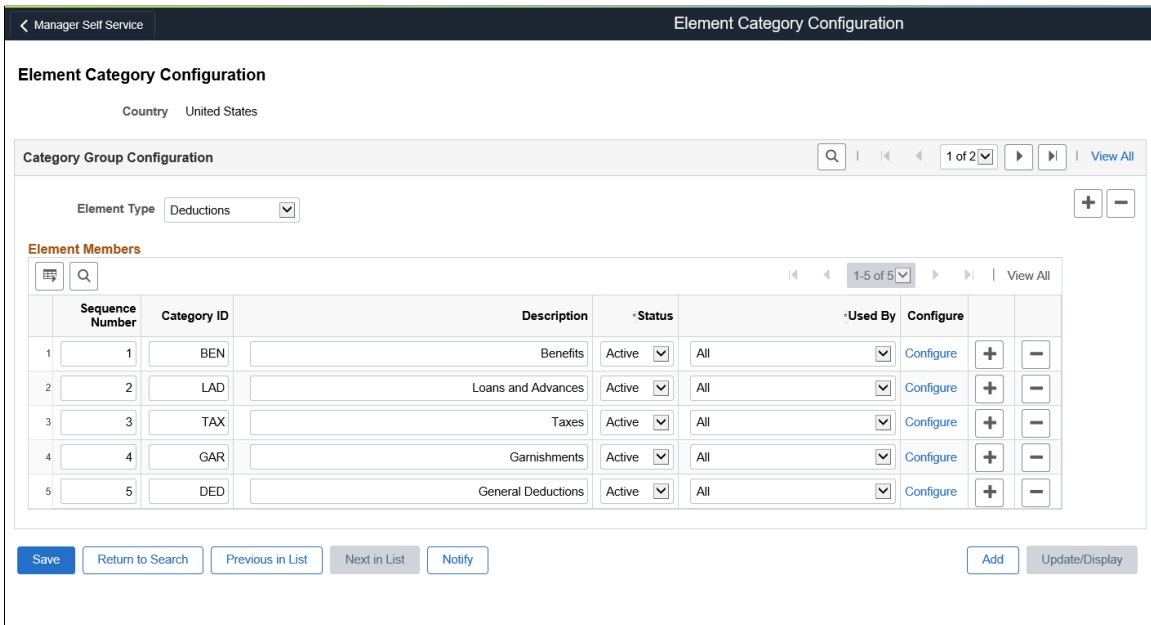 Manager Self Service Element Category Configuration
Element Category Configuration
Country United States
Category Group Configuration 1 of 2 | View All
Element Type Deductions
Element Members
1-5 of 5 | View All
Sequence Number Category ID Description *Status *Used By Configure
1 1 BEN Benefits Active All Configure
2 2 LAD Loans and Advances Active All Configure
3 3 TAX Taxes Active All Configure
4 4 GAR Garnishments Active All Configure
5 5 DED General Deductions Active All Configure
Save Return to Search Previous in List Next in List Notify Add Update/Display